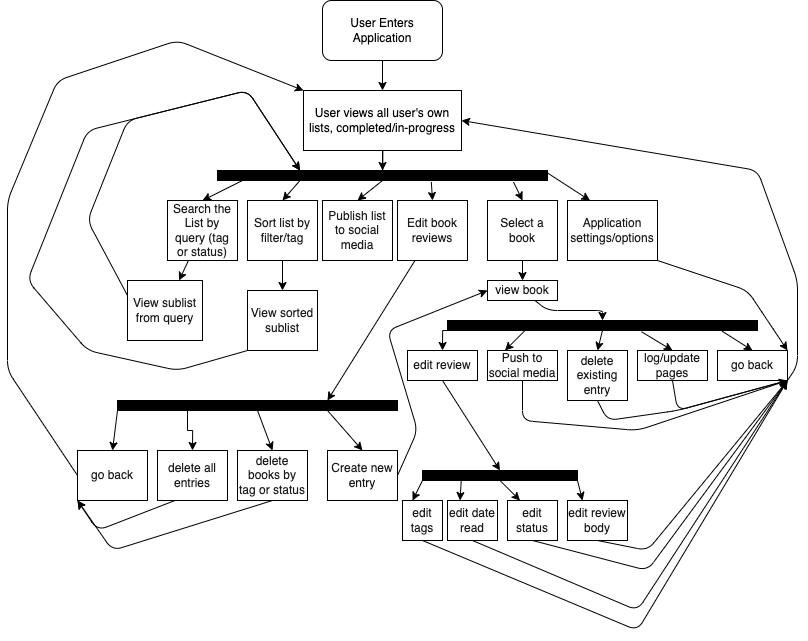 User Enters
Application
User views all user's own
lists, completed/in-progress
Search the
List by
query (tag
or status)
Sort list by
filter/tag
Publish list
to social
media
Edit book
reviews
Select a
book
Application
settings/options
View sublist
from query
View sorted
sublist
view book
edit review
Push to
social media
delete
existing
entry
log/update
pages
go back
go back
delete all
entries
delete
books by
tag or status
Create new
entry
edit
tags
edit date
read
edit
status
edit review
body